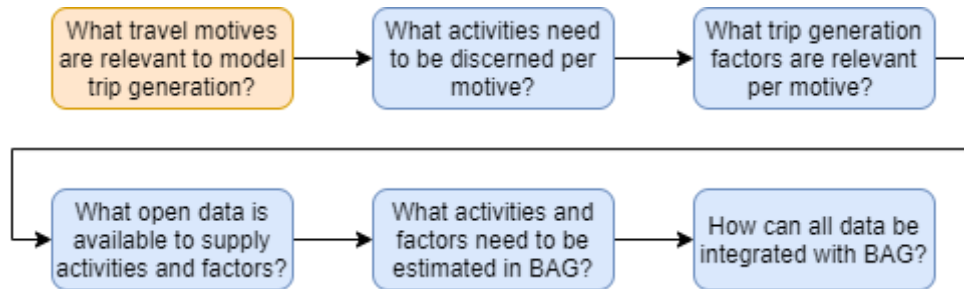 What travel motives
are relevant to model
trip generation?
What activities need
to be discerned per
motive?
What trip generation
factors are relevant
per motive?
What open data is
available to supply
activities and factors?
What activities and
factors need to be
estimated in BAG?
How can all data be
integrated with BAG?